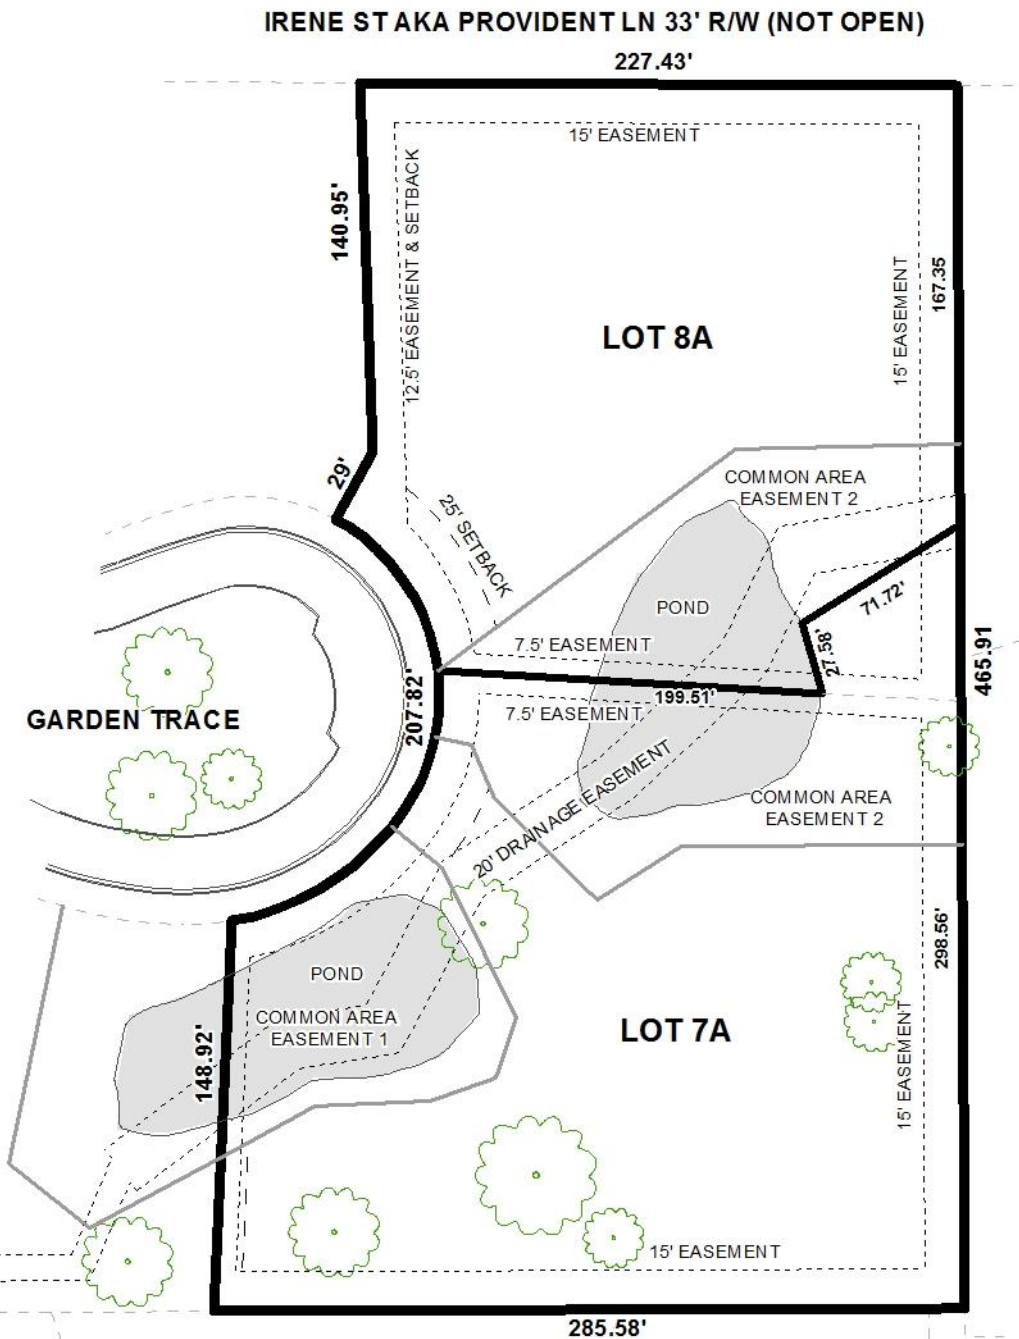 IRENE ST AKA PROVIDENT LN 33' R/W (NOT OPEN)
227.43'
15' EASEMENT
140.95'
12.5' EASEMENT & SETBACK
15' EASEMENT
167.35
LOT 8A
29'
25' SETBACK
COMMON AREA
EASEMENT 2
POND
71.72'
27.58'
7.5' EASEMENT
465.91
199.51'
207.82'
7.5' EASEMENT
GARDEN TRACE
20' DRAINAGE EASEMENT
COMMON AREA
EASEMENT 2
298.56'
POND
COMMON AREA
EASEMENT 1
148.92'
LOT 7A
15' EASEMENT
15' EASEMENT
285.58'